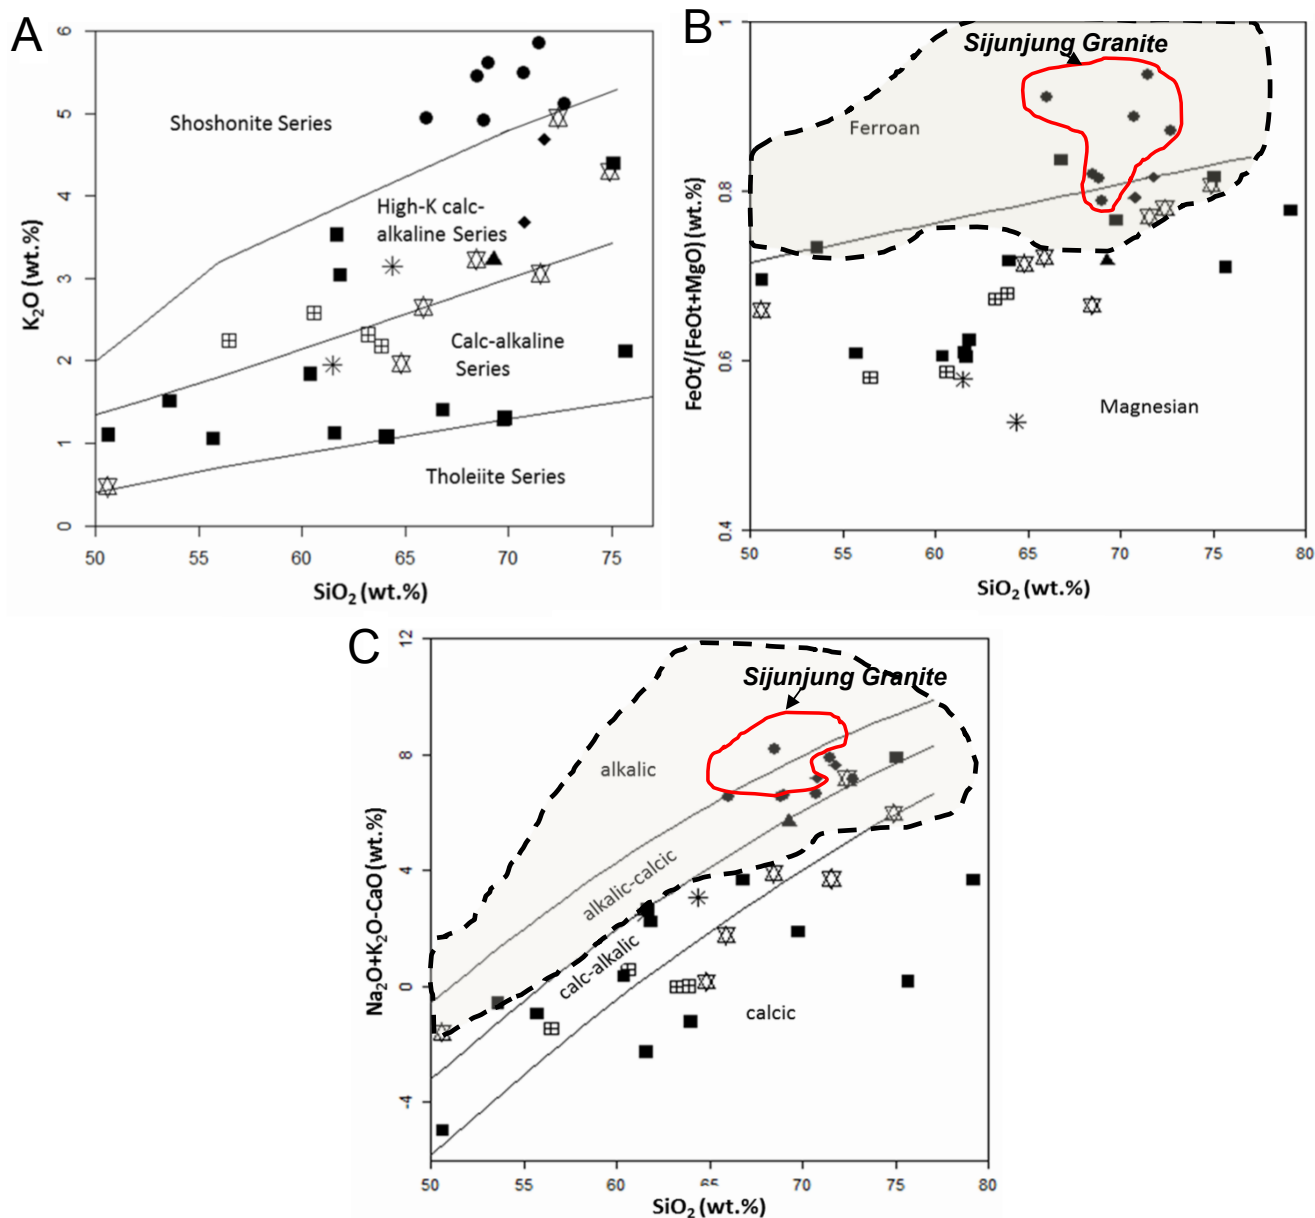 A
6
5
4
3
2
1
0
K2O (wt.%)
Shoshonite Series
High-K calc-
alkaline Series
Calc-alkaline
Series
Tholeiite Series
50
55
60
65
70
75
SiO2 (wt.%)
B
1
0.8
0.6
0.4
FeOt/(FeOt+MgO) (wt.%)
Sijunjung Granite
Ferroan
Magnesian
50
55
60
65
70
75
80
SiO2 (wt.%)
C
12
8
4
0
-4
Na2O+K2O-CaO (wt.%)
Sijunjung Granite
alkalic
alkalic-calcic
calc-alkalic
calcic
50
55
60
65
70
75
80
SiO2 (wt.%)